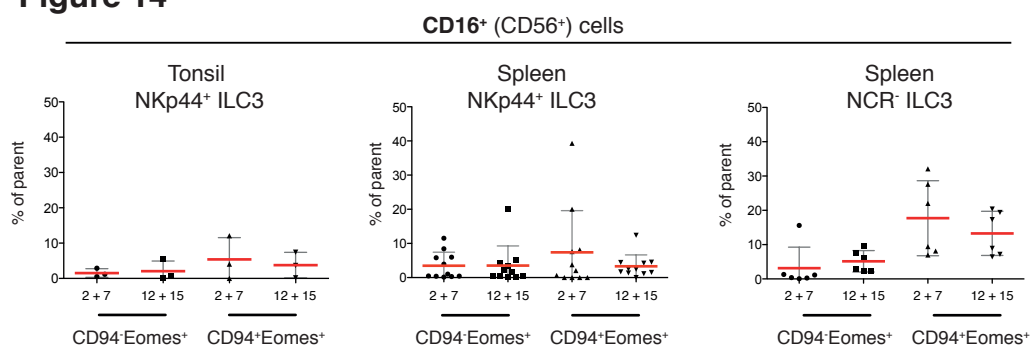 Figure 14
CD16⁺ (CD56⁺) cells
Tonsil
NKp44⁺ ILC3
% of parent
50
40
30
20
10
0
2 + 7
12 + 15
2 + 7
12 + 15
CD94⁻Eomes⁺
CD94⁺Eomes⁺
Spleen
NKp44⁺ ILC3
% of parent
50
40
30
20
10
0
2 + 7
12 + 15
2 + 7
12 + 15
CD94⁻Eomes⁺
CD94⁺Eomes⁺
Spleen
NCR⁻ ILC3
% of parent
50
40
30
20
10
0
2 + 7
12 + 15
2 + 7
12 + 15
CD94⁻Eomes⁺
CD94⁺Eomes⁺